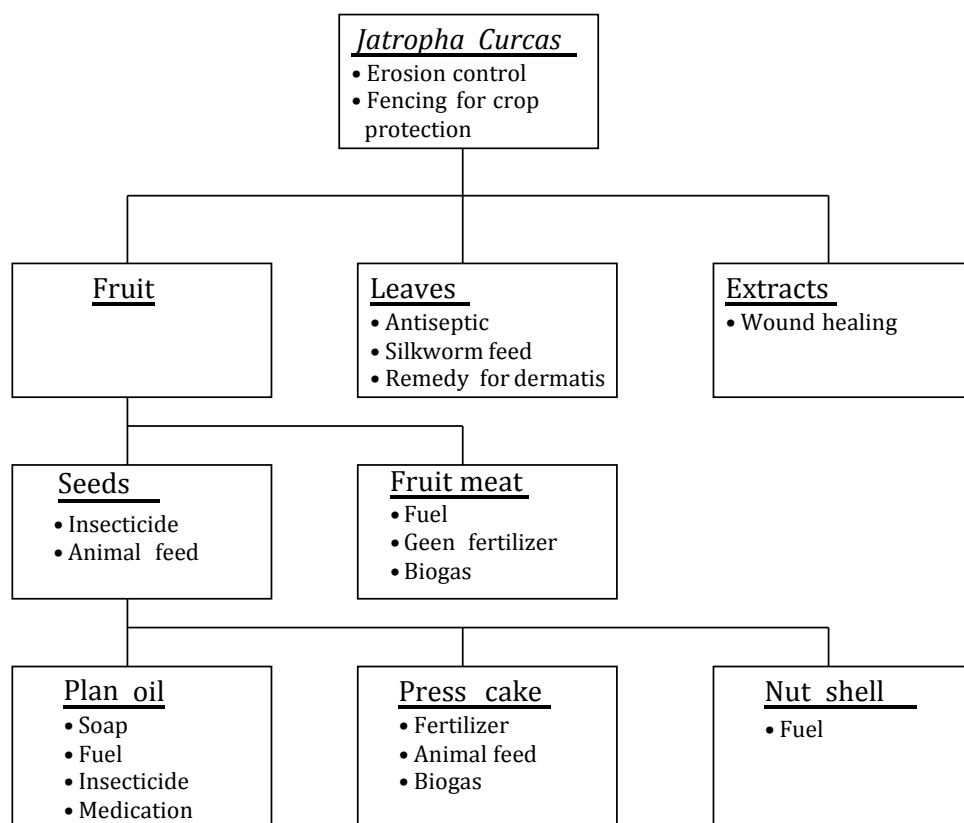 Jatropha Curcas
• Erosion control
• Fencing for crop
protection
Fruit
Leaves
• Antiseptic
• Silkworm feed
• Remedy for dermatis
Extracts
• Wound healing
Seeds
• Insecticide
• Animal feed
Fruit meat
• Fuel
• Geen fertilizer
• Biogas
Plan oil
• Soap
• Fuel
• Insecticide
• Medication
Press cake
• Fertilizer
• Animal feed
• Biogas
Nut shell
• Fuel